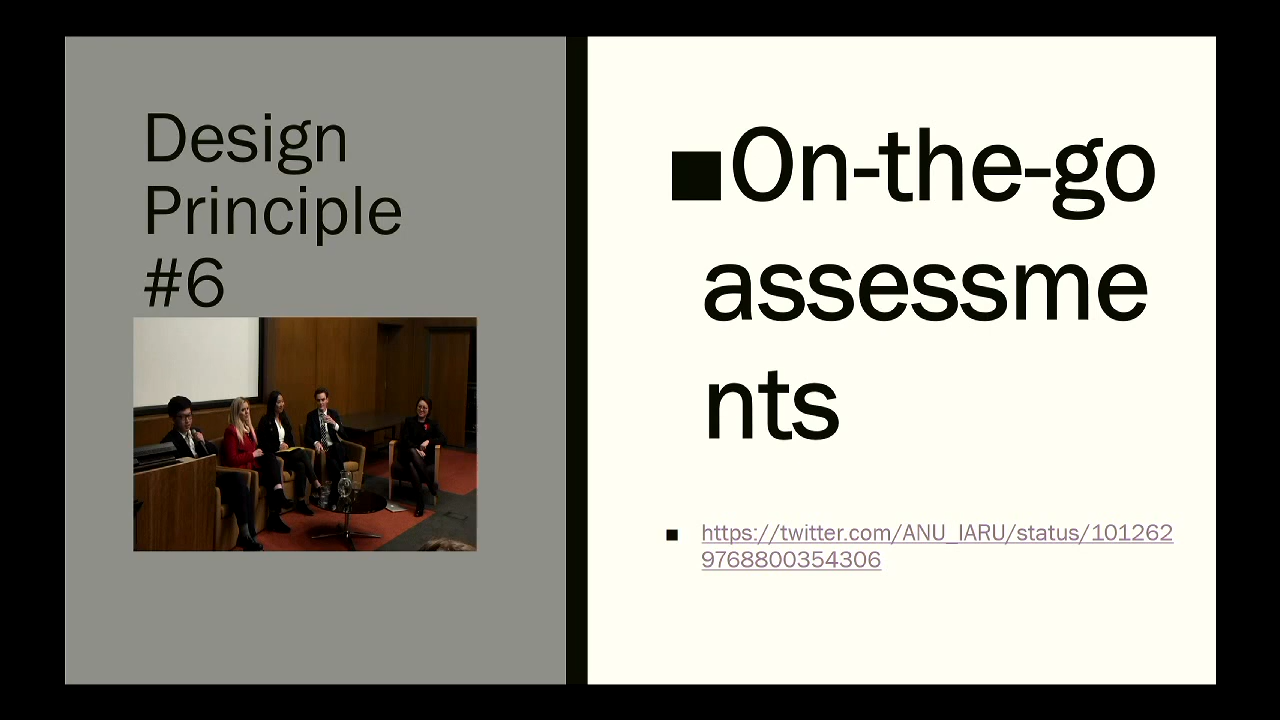 Design
Principle
#6
■On-the-go
assessme
nts
■ https://twitter.com/ANU_IARU/status/101262
9768800354306